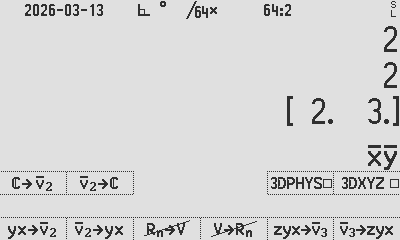 2026-03-13 ⊾ ° /64× 64:2 S L
2
2
[ 2. 3.]
x̅y̅
ℂ→v̅₂ v̅₂→ℂ 3DPHYS□ 3DXYZ □
yx→v̅₂ v̅₂→yx Rₙ→V V→Rₙ zyx→v̅₃ v̅₃→zyx